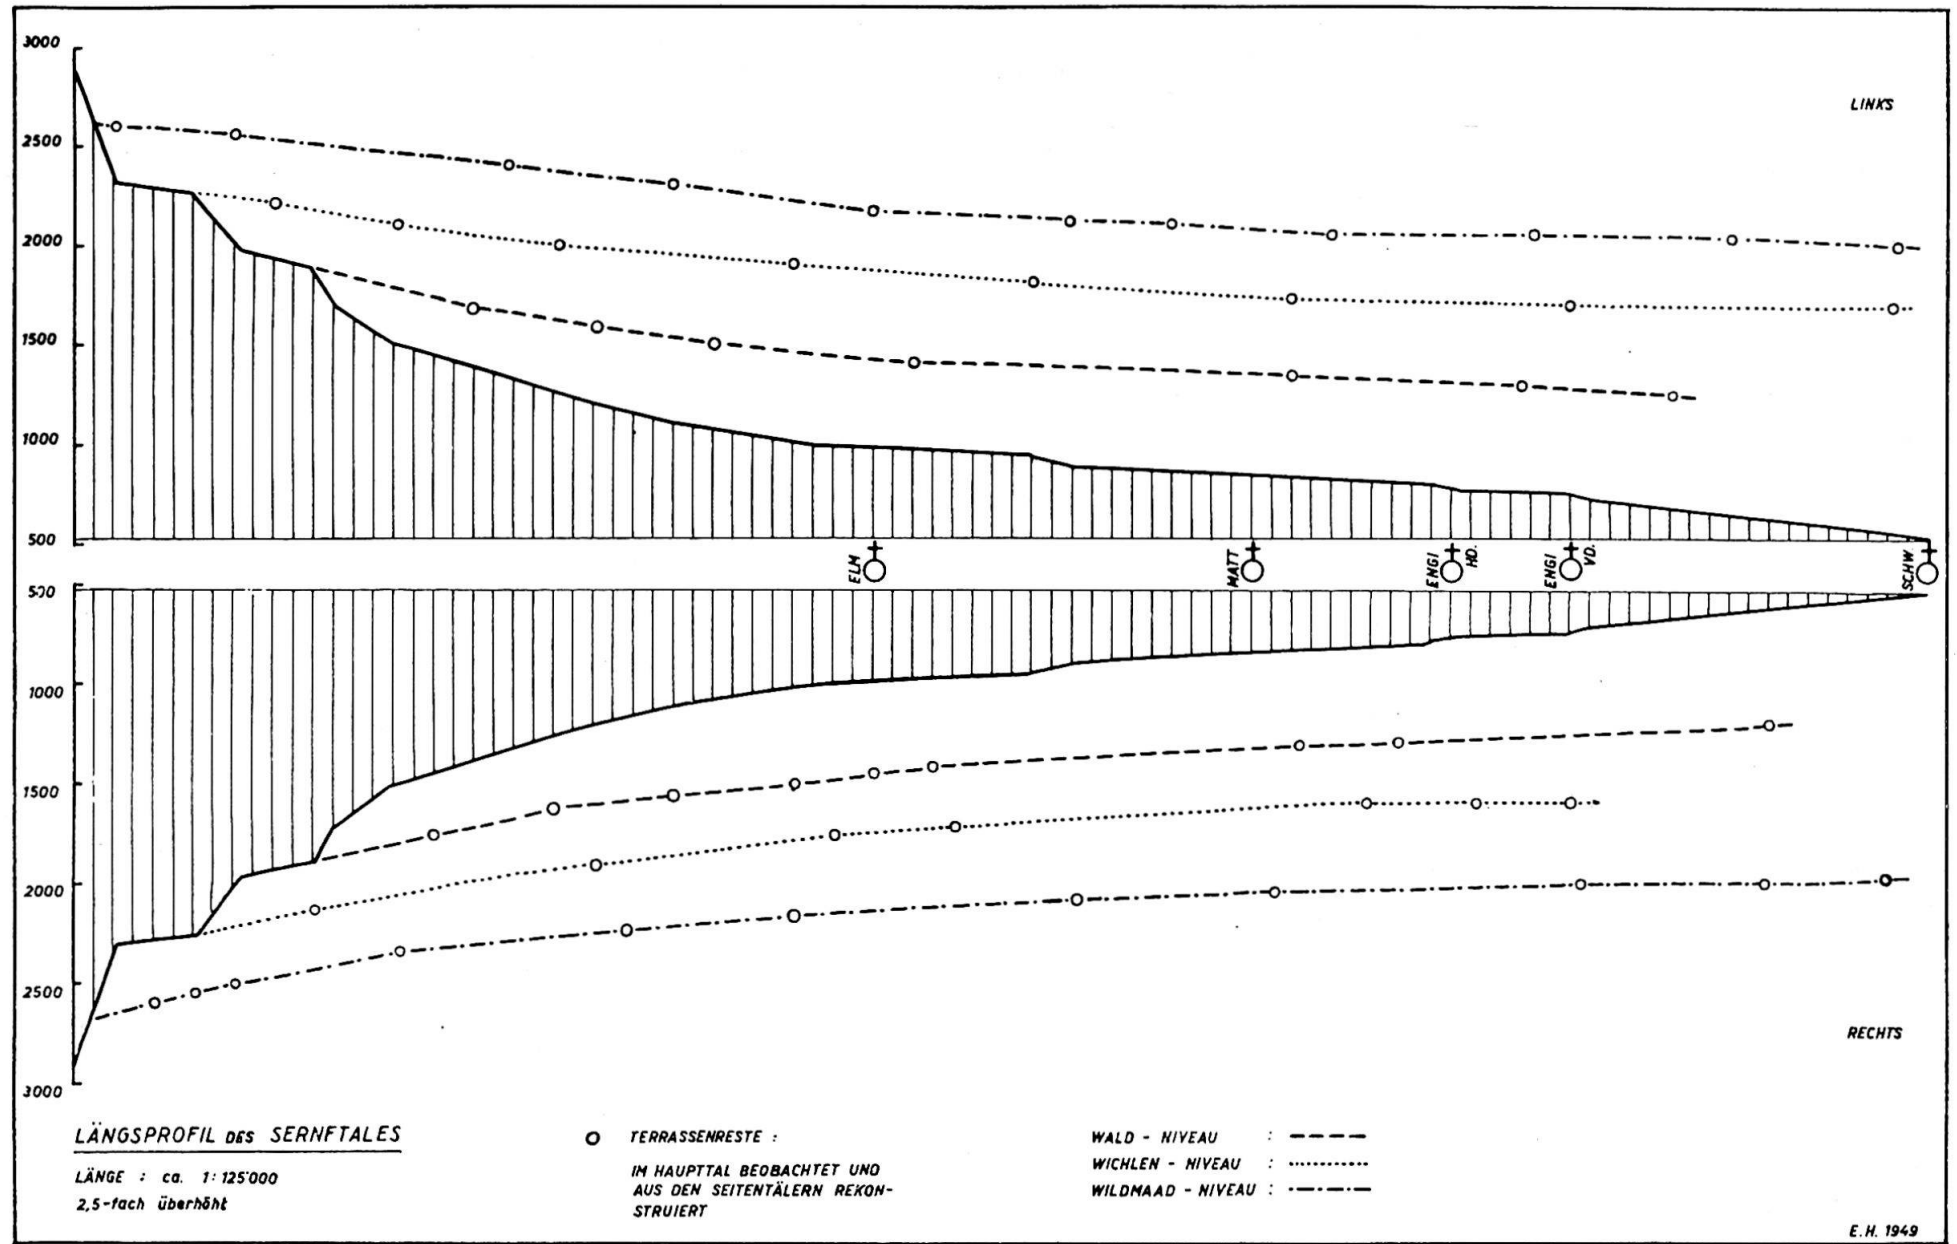 3000
LINKS
2500
2000
1500
1000
500
ELM
MATT
ENGI HD.
ENGI VD.
SCHW.
500
1000
1500
2000
2500
RECHTS
3000
LÄNGSPROFIL DES SERNFTALES
LÄNGE : ca. 1:125'000
2,5-fach überhöht
TERRASSENRESTE :
IM HAUPTTAL BEOBACHTET UND
AUS DEN SEITENTÄLERN REKON-
STRUIERT
WALD - NIVEAU :
WICHLEN - NIVEAU :
WILDMAAD - NIVEAU :
E.H. 1949